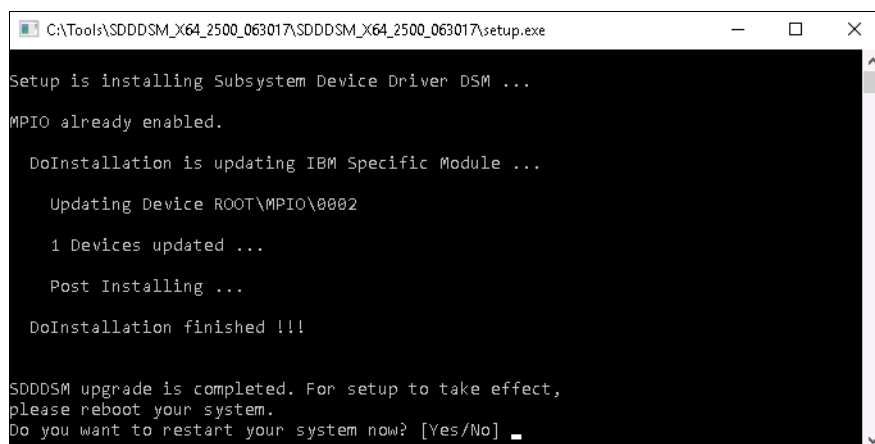 C:\Tools\SDDDSM_X64_2500_063017\SDDDSM_X64_2500_063017\setup.exe
Setup is installing Subsystem Device Driver DSM ...
MPIO already enabled.
DoInstallation is updating IBM Specific Module ...
Updating Device ROOT\MPIO\0002
1 Devices updated ...
Post Installing ...
DoInstallation finished !!!
SDDDSM upgrade is completed. For setup to take effect,
please reboot your system.
Do you want to restart your system now? [Yes/No]